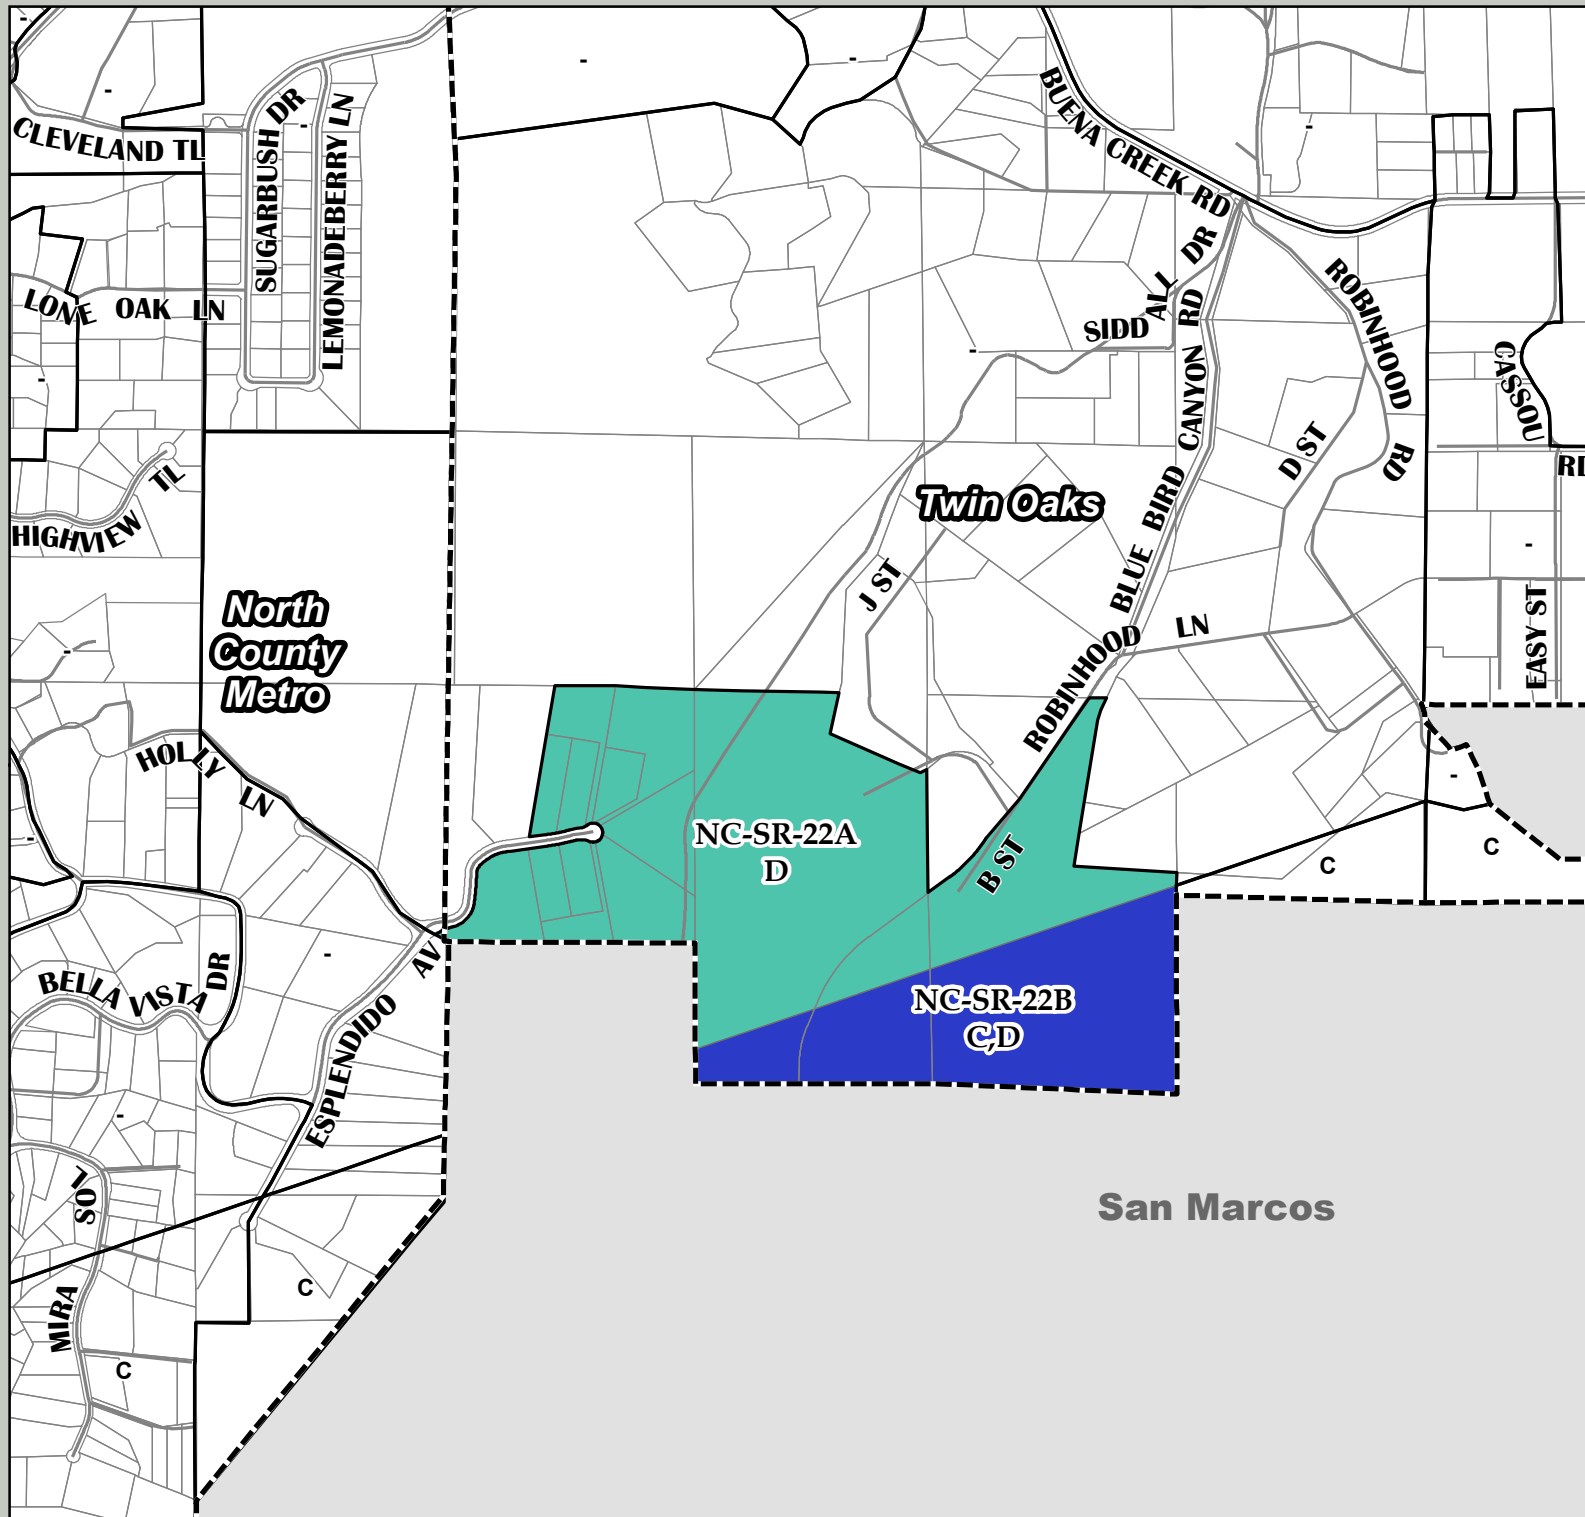 CLEVELAND TL
SUGARBUSH DR
LEMONADEBERRY LN
BUENA CREEK RD
LONE OAK LN
SIDD ALL DR
ROBINHOOD RD
CASSOU RD
BLUE BIRD CANYON RD
D ST
HIGHVIEW TL
Twin Oaks
J ST
North
County
Metro
ROBINHOOD LN
EASY ST
HOLLY LN
NC-SR-22A
D
B ST
C
C
BELLA VISTA DR
ESPLENDIDO AV
NC-SR-22B
C,D
San Marcos
LOS
MIRA
C
C
-
-
-
-
-
-
-
-
-
-
-
-
-
-